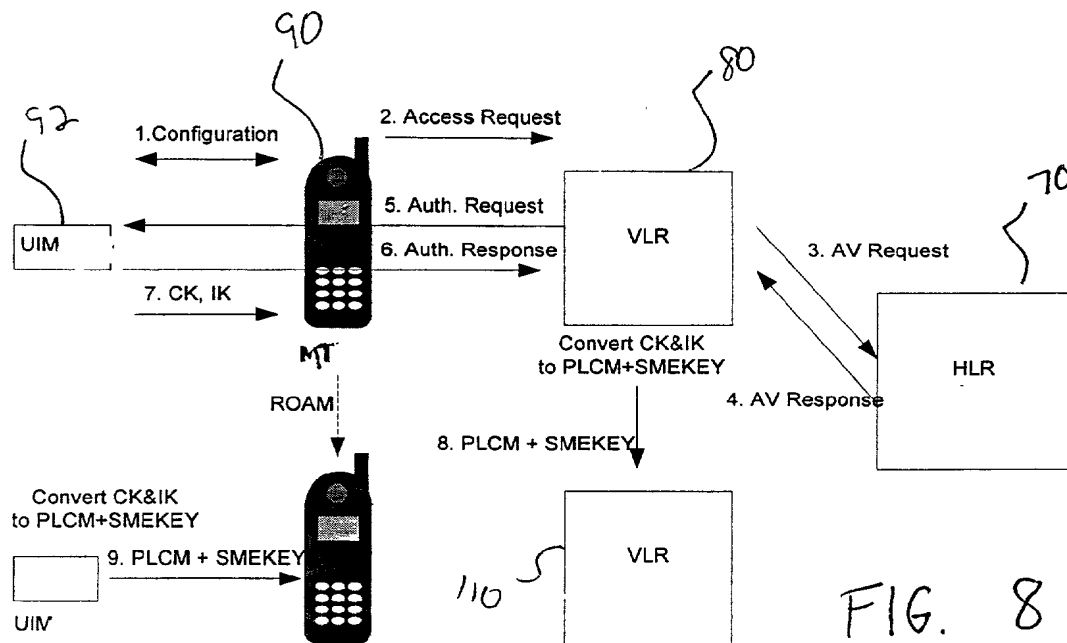 90
80
92
2. Access Request
1.Configuration
70
5. Auth. Request
UIM
VLR
3. AV Request
6. Auth. Response
7. CK, IK
MT
Convert CK&IK
to PLCM+SMEKEY
HLR
4. AV Response
ROAM
8. PLCM + SMEKEY
Convert CK&IK
to PLCM+SMEKEY
9. PLCM + SMEKEY
VLR
110
UIM
FIG. 8